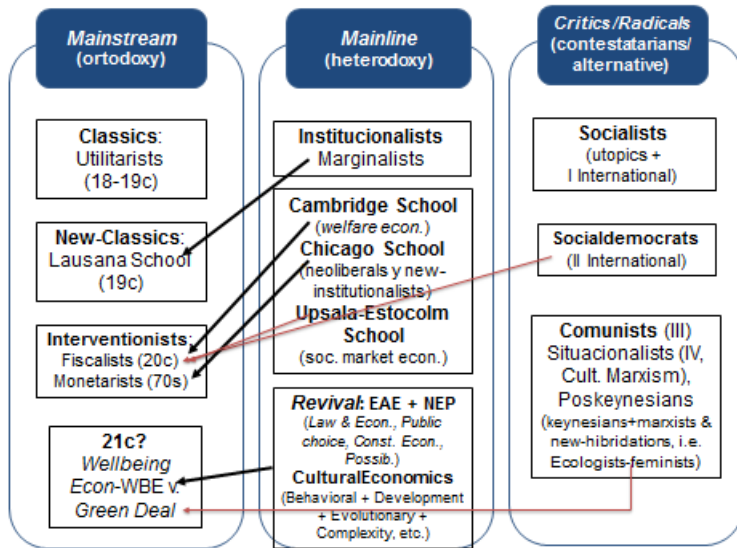 Mainstream
(ortodoxy)
Classics:
Utilitarists
(18-19c)
New-Classics:
Lausana School
(19c)
Interventionists:
Fiscalists (20c)
Monetarists (70s)
21c?
Wellbeing
Econ-WBE v.
Green Deal
Mainline
(heterodoxy)
Institucionalists
Marginalists
Cambridge School
(welfare econ.)
Chicago School
(neoliberals y new-
institutionalists)
Upsala-Estocolm
School
(soc. market econ.)
Revival: EAE + NEP
(Law & Econ., Public
choice, Const. Econ.,
Possib.)
CulturalEconomics
(Behavioral + Development
+ Evolutionary +
Complexity, etc.)
Critics/Radicals
(contestatarians/
alternative)
Socialists
(utopics +
I International)
Socialdemocrats
(II International)
Comunists (III)
Situacionalists (IV,
Cult. Marxism),
Poskeynesians
(keynesians+marxists &
new-hibridations, i.e.
Ecologists-feminists)